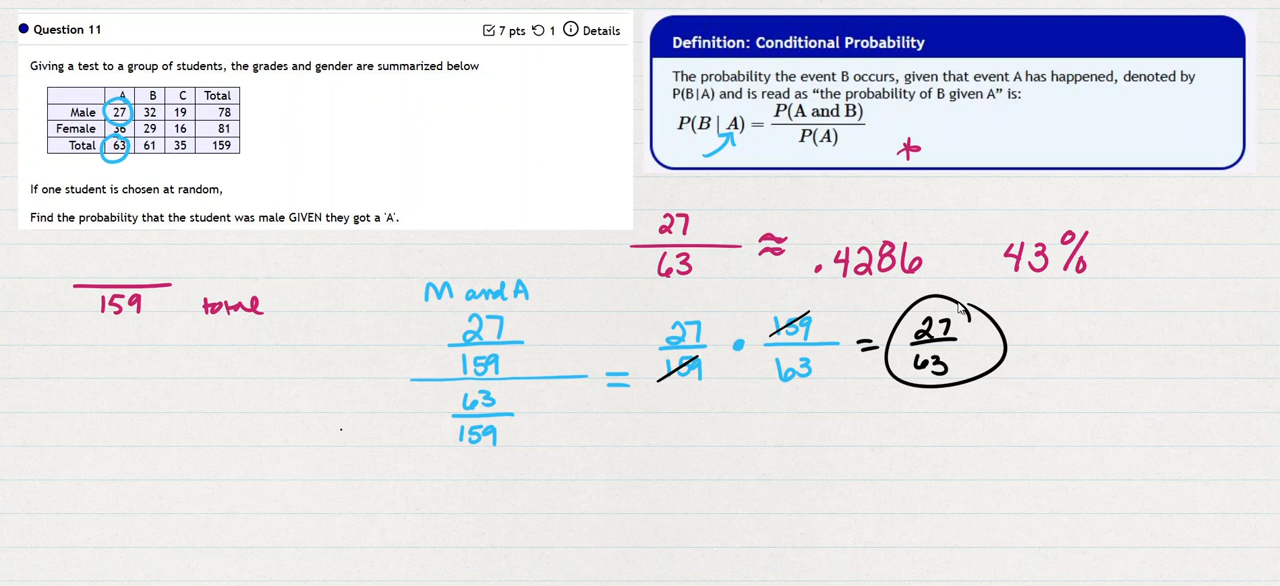 Question 11
7 pts 1 Details
Giving a test to a group of students, the grades and gender are summarized below
A B C Total
Male 27 32 19 78
Female 36 29 16 81
Total 63 61 35 159
If one student is chosen at random,
Find the probability that the student was male GIVEN they got a 'A'.
Definition: Conditional Probability
The probability the event B occurs, given that event A has happened, denoted by
P(B|A) and is read as “the probability of B given A” is:
P(B | A) = P(A and B) / P(A)
*
27 / 63 ≈ .4286 43%
159 total
M and A
27 / 159 / 63 / 159 = 27 / 159 • 159 / 63 = 27 / 63